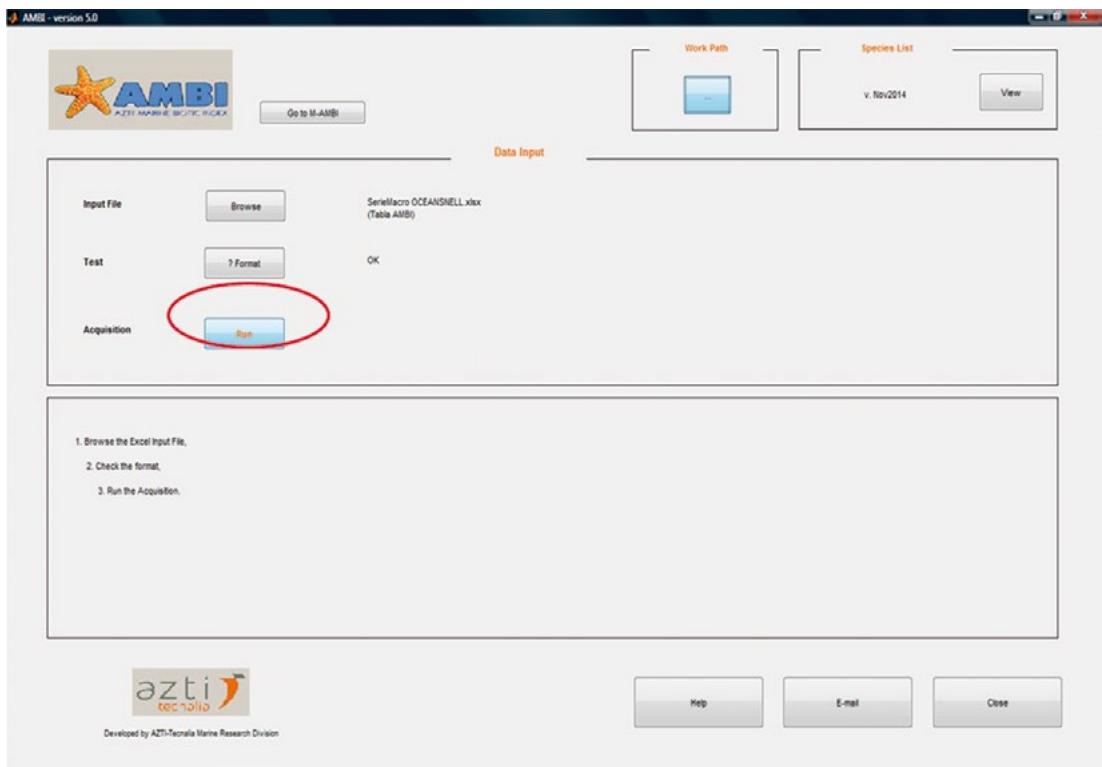 AMBI - version 5.0
AMBI
AZTI MARINE BIOTIC INDEX
Go to M-AMBI
Work Path
...
Species List
v. Nov2014
View
Data Input
Input File
Browse
SerieMacro OCEANSNELL.xlsx
(Tabla AMBI)
Test
? Format
OK
Acquisition
Run
1. Browse the Excel Input File,
2. Check the format,
3. Run the Acquisition.
azti
tecnalia
Developed by AZTI-Tecnalia Marine Research Division
Help
E-mail
Close